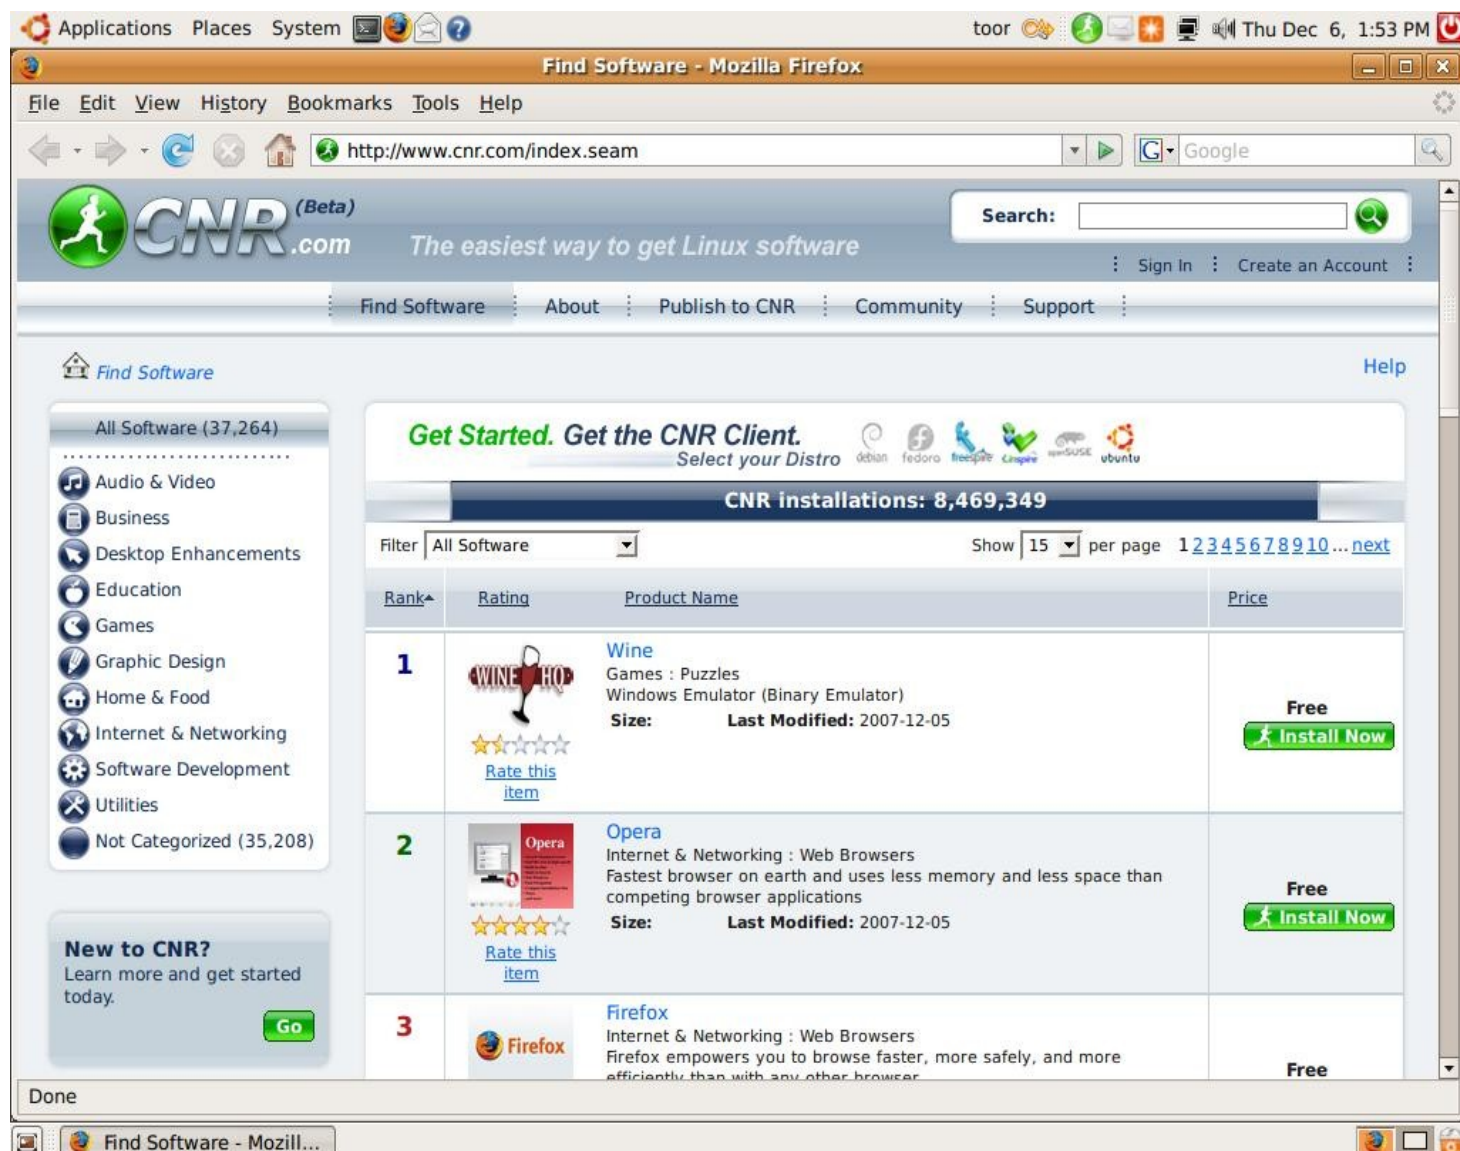 Applications Places System toor Thu Dec 6, 1:53 PM
Find Software - Mozilla Firefox
File Edit View History Bookmarks Tools Help
http://www.cnr.com/index.seam G Google
CNR.com (Beta)
The easiest way to get Linux software
Search:
Sign In Create an Account
Find Software About Publish to CNR Community Support
Find Software Help
All Software (37,264)
Audio & Video
Business
Desktop Enhancements
Education
Games
Graphic Design
Home & Food
Internet & Networking
Software Development
Utilities
Not Categorized (35,208)
New to CNR?
Learn more and get started
today.
Go
Get Started. Get the CNR Client.
Select your Distro
debian fedora freespire Linspire openSUSE ubuntu
CNR installations: 8,469,349
Filter All Software Show 15 per page 1 2 3 4 5 6 7 8 9 10 ... next
Rank Rating Product Name Price
1
WINE HQ
Rate this
item
Wine
Games : Puzzles
Windows Emulator (Binary Emulator)
Size: Last Modified: 2007-12-05
Free
Install Now
2
Opera
Rate this
item
Opera
Internet & Networking : Web Browsers
Fastest browser on earth and uses less memory and less space than
competing browser applications
Size: Last Modified: 2007-12-05
Free
Install Now
3
Firefox
Firefox
Internet & Networking : Web Browsers
Firefox empowers you to browse faster, more safely, and more
efficiently than with any other browser
Free
Done
Find Software - Mozill...